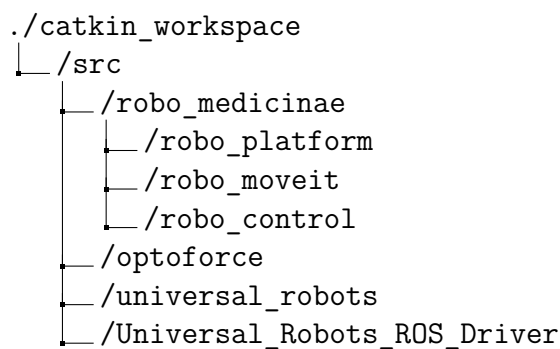 ./catkin_workspace
/src
/robo_medicinae
/robo_platform
/robo_moveit
/robo_control
/optoforce
/universal_robots
/Universal_Robots_ROS_Driver